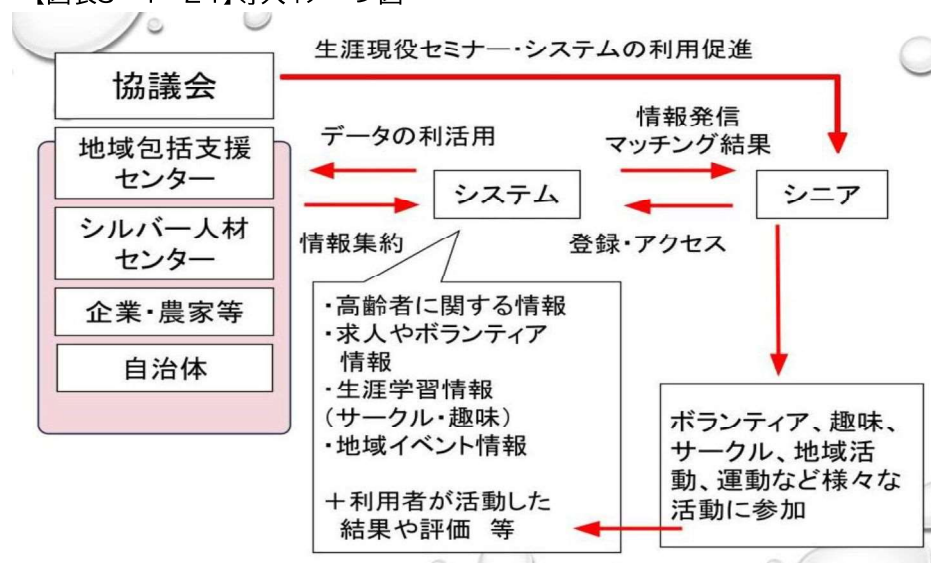 生涯現役セミナー・システムの利用促進
協議会
地域包括支援
センター
シルバー人材
センター
企業・農家等
自治体
データの利活用
情報集約
システム
情報発信
マッチング結果
登録・アクセス
シニア
・高齢者に関する情報
・求人やボランティア
情報
・生涯学習情報
(サークル・趣味)
・地域イベント情報
＋利用者が活動した
結果や評価 等
ボランティア、趣味、
サークル、地域活
動、運動など様々な
活動に参加